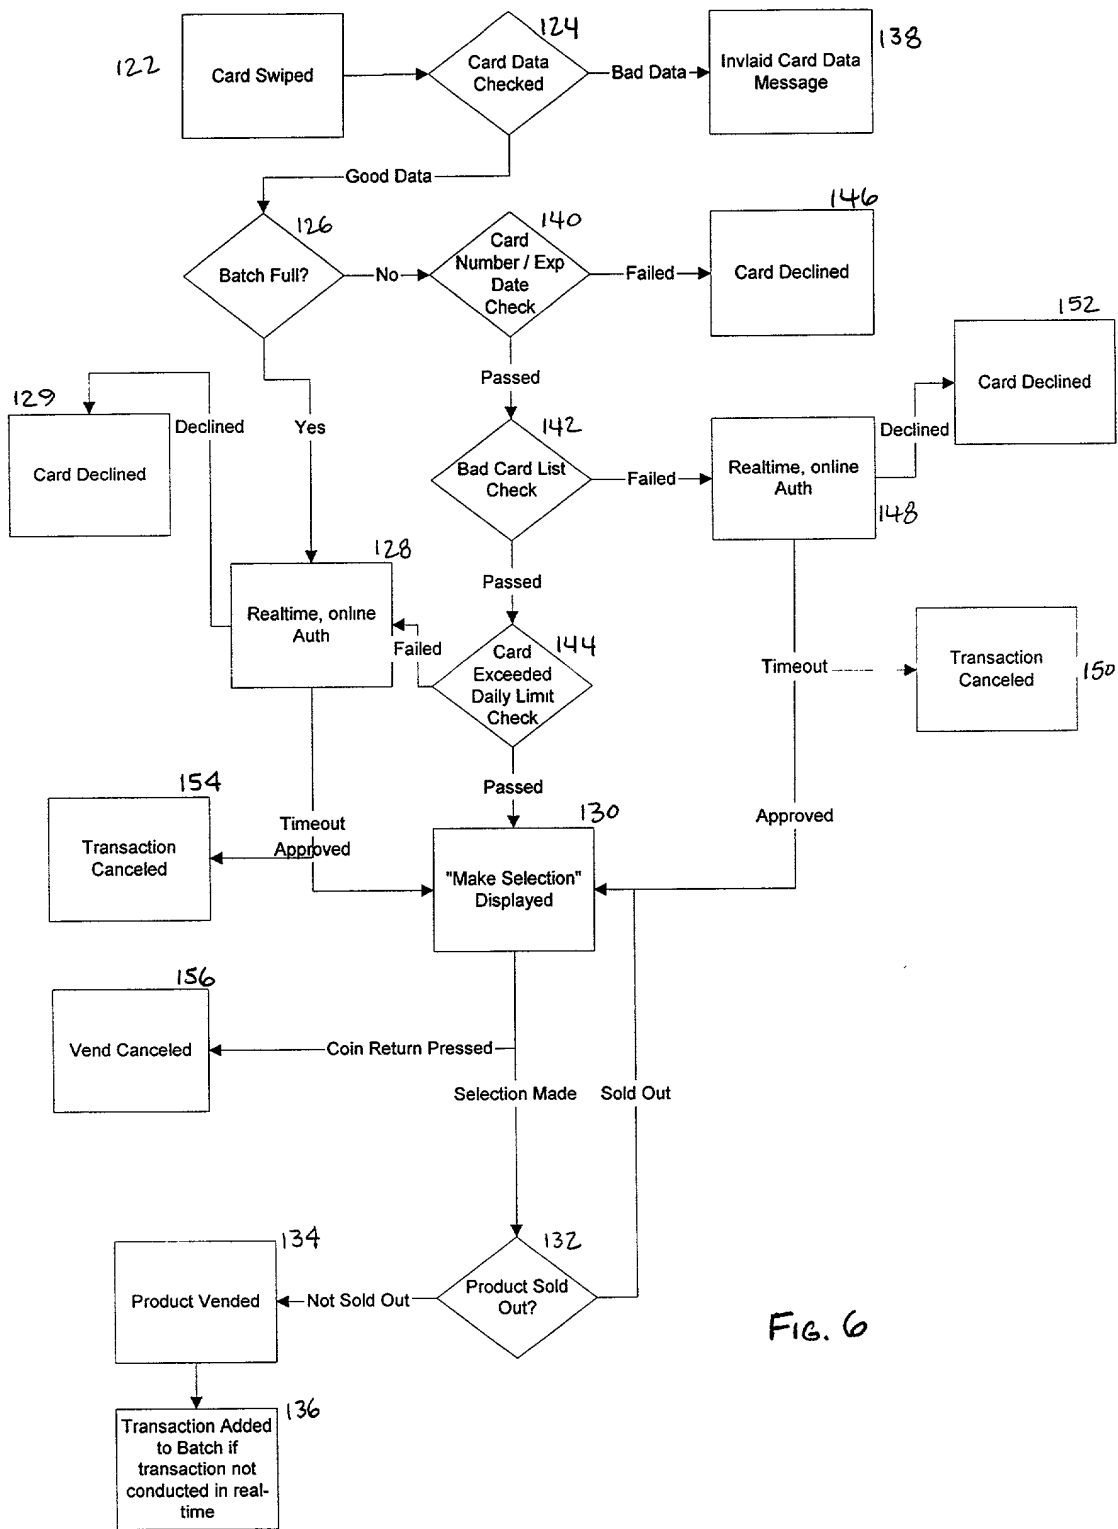 122
Card Swiped
124
Card Data
Checked
Bad Data
138
Invlaid Card Data
Message
Good Data
126
Batch Full?
No
140
Card
Number / Exp
Date
Check
Failed
146
Card Declined
152
Card Declined
Passed
129
Card Declined
Declined
Yes
142
Bad Card List
Check
Failed
Realtime, online
Auth
148
Declined
Passed
128
Realtime, online
Auth
Failed
144
Card
Exceeded
Daily Limit
Check
Timeout
Transaction
Canceled
150
Passed
154
Transaction
Canceled
Timeout
Approved
130
"Make Selection"
Displayed
Approved
156
Vend Canceled
Coin Return Pressed
Selection Made
Sold Out
134
Product Vended
Not Sold Out
132
Product Sold
Out?
FIG. 6
136
Transaction Added
to Batch if
transaction not
conducted in real-
time